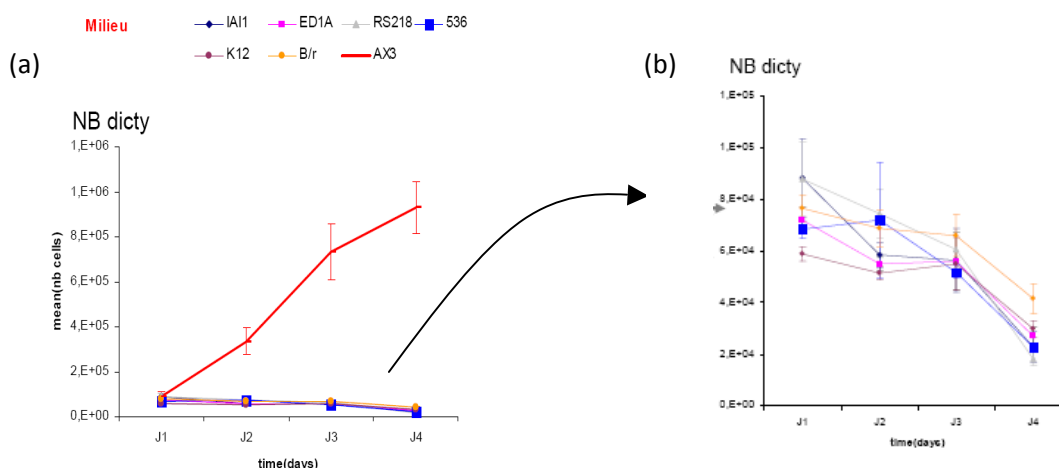 Milieu
IAI1 ED1A RS218 536
K12 B/r AX3
(a)
NB dicty
1,E+06
1,E+06
8,E+05
6,E+05
4,E+05
2,E+05
0,E+00
mean(nb cells)
J1 J2 J3 J4
time(days)
(b)
NB dicty
1,E+05
1,E+05
8,E+04
6,E+04
4,E+04
2,E+04
0,E+00
J1 J2 J3 J4
time(days)